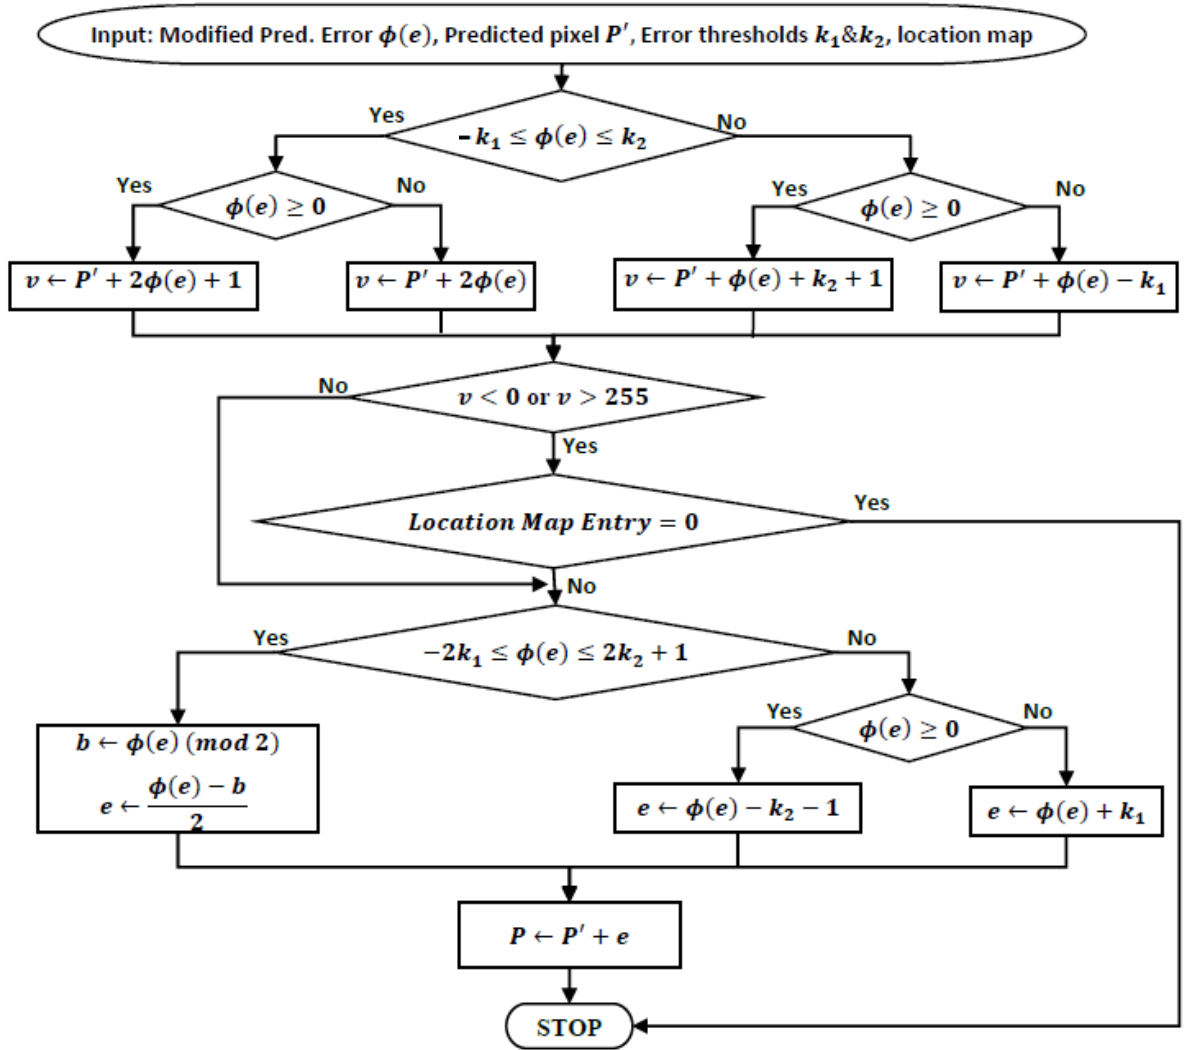 Input: Modified Pred. Error ϕ(e), Predicted pixel P′, Error thresholds k₁&k₂, location map
Yes
No
-k₁ ≤ ϕ(e) ≤ k₂
Yes
ϕ(e) ≥ 0
No
Yes
ϕ(e) ≥ 0
No
v ← P′ + 2ϕ(e) + 1
v ← P′ + 2ϕ(e)
v ← P′ + ϕ(e) + k₂ + 1
v ← P′ + ϕ(e) − k₁
No
v < 0 or v > 255
Yes
Location Map Entry = 0
Yes
No
Yes
−2k₁ ≤ ϕ(e) ≤ 2k₂ + 1
No
Yes
ϕ(e) ≥ 0
No
b ← ϕ(e) (mod 2)
e ← (ϕ(e) − b)/2
e ← ϕ(e) − k₂ − 1
e ← ϕ(e) + k₁
P ← P′ + e
STOP